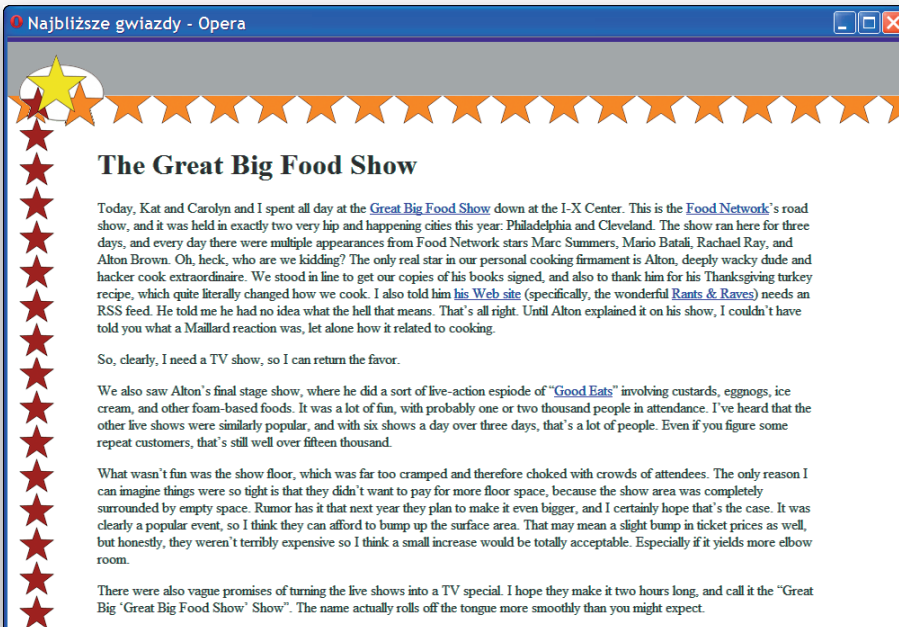 Najbliższe gwiazdy - Opera
The Great Big Food Show
Today, Kat and Carolyn and I spent all day at the Great Big Food Show down at the I-X Center. This is the Food Network's road
show, and it was held in exactly two very hip and happening cities this year: Philadelphia and Cleveland. The show ran here for three
days, and every day there were multiple appearances from Food Network stars Marc Summers, Mario Batali, Rachael Ray, and
Alton Brown. Oh, heck, who are we kidding? The only real star in our personal cooking firmament is Alton, deeply wacky dude and
hacker cook extraordinaire. We stood in line to get our copies of his books signed, and also to thank him for his Thanksgiving turkey
recipe, which quite literally changed how we cook. I also told him his Web site (specifically, the wonderful Rants & Raves) needs an
RSS feed. He told me he had no idea what the hell that means. That's all right. Until Alton explained it on his show, I couldn't have
told you what a Maillard reaction was, let alone how it related to cooking.
So, clearly, I need a TV show, so I can return the favor.
We also saw Alton's final stage show, where he did a sort of live-action espiode of “Good Eats” involving custards, eggnogs, ice
cream, and other foam-based foods. It was a lot of fun, with probably one or two thousand people in attendance. I've heard that the
other live shows were similarly popular, and with six shows a day over three days, that's a lot of people. Even if you figure some
repeat customers, that's still well over fifteen thousand.
What wasn't fun was the show floor, which was far too cramped and therefore choked with crowds of attendees. The only reason I
can imagine things were so tight is that they didn't want to pay for more floor space, because the show area was completely
surrounded by empty space. Rumor has it that next year they plan to make it even bigger, and I certainly hope that's the case. It was
clearly a popular event, so I think they can afford to bump up the surface area. That may mean a slight bump in ticket prices as well,
but honestly, they weren't terribly expensive so I think a small increase would be totally acceptable. Especially if it yields more elbow
room.
There were also vague promises of turning the live shows into a TV special. I hope they make it two hours long, and call it the “Great
Big ‘Great Big Food Show’ Show”. The name actually rolls off the tongue more smoothly than you might expect.